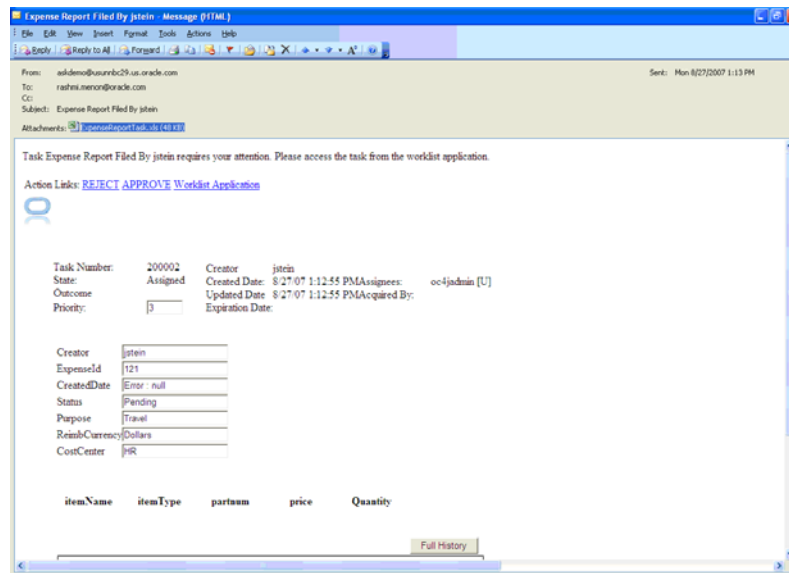 Expense Report Filed By jstein - Message (HTML)
File Edit View Insert Format Tools Actions Help
Reply Reply to All Forward
From: askdemo@usunnbc29.us.oracle.com Sent: Mon 8/27/2007 1:13 PM
To: rashmi.menon@oracle.com
Cc:
Subject: Expense Report Filed By jstein
Attachments: ExpenseReportTask.xls (48 KB)
Task Expense Report Filed By jstein requires your attention. Please access the task from the worklist application.
Action Links: REJECT APPROVE Worklist Application
Task Number: 200002 Creator jstein
State: Assigned Created Date: 8/27/07 1:12:55 PM Assignees: oc4jadmin [U]
Outcome Updated Date 8/27/07 1:12:55 PM Acquired By:
Priority: 3 Expiration Date:
Creator jstein
ExpenseId 121
CreatedDate Error : null
Status Pending
Purpose Travel
ReimbCurrency Dollars
CostCenter HR
itemName itemType partnum price Quantity
Full History